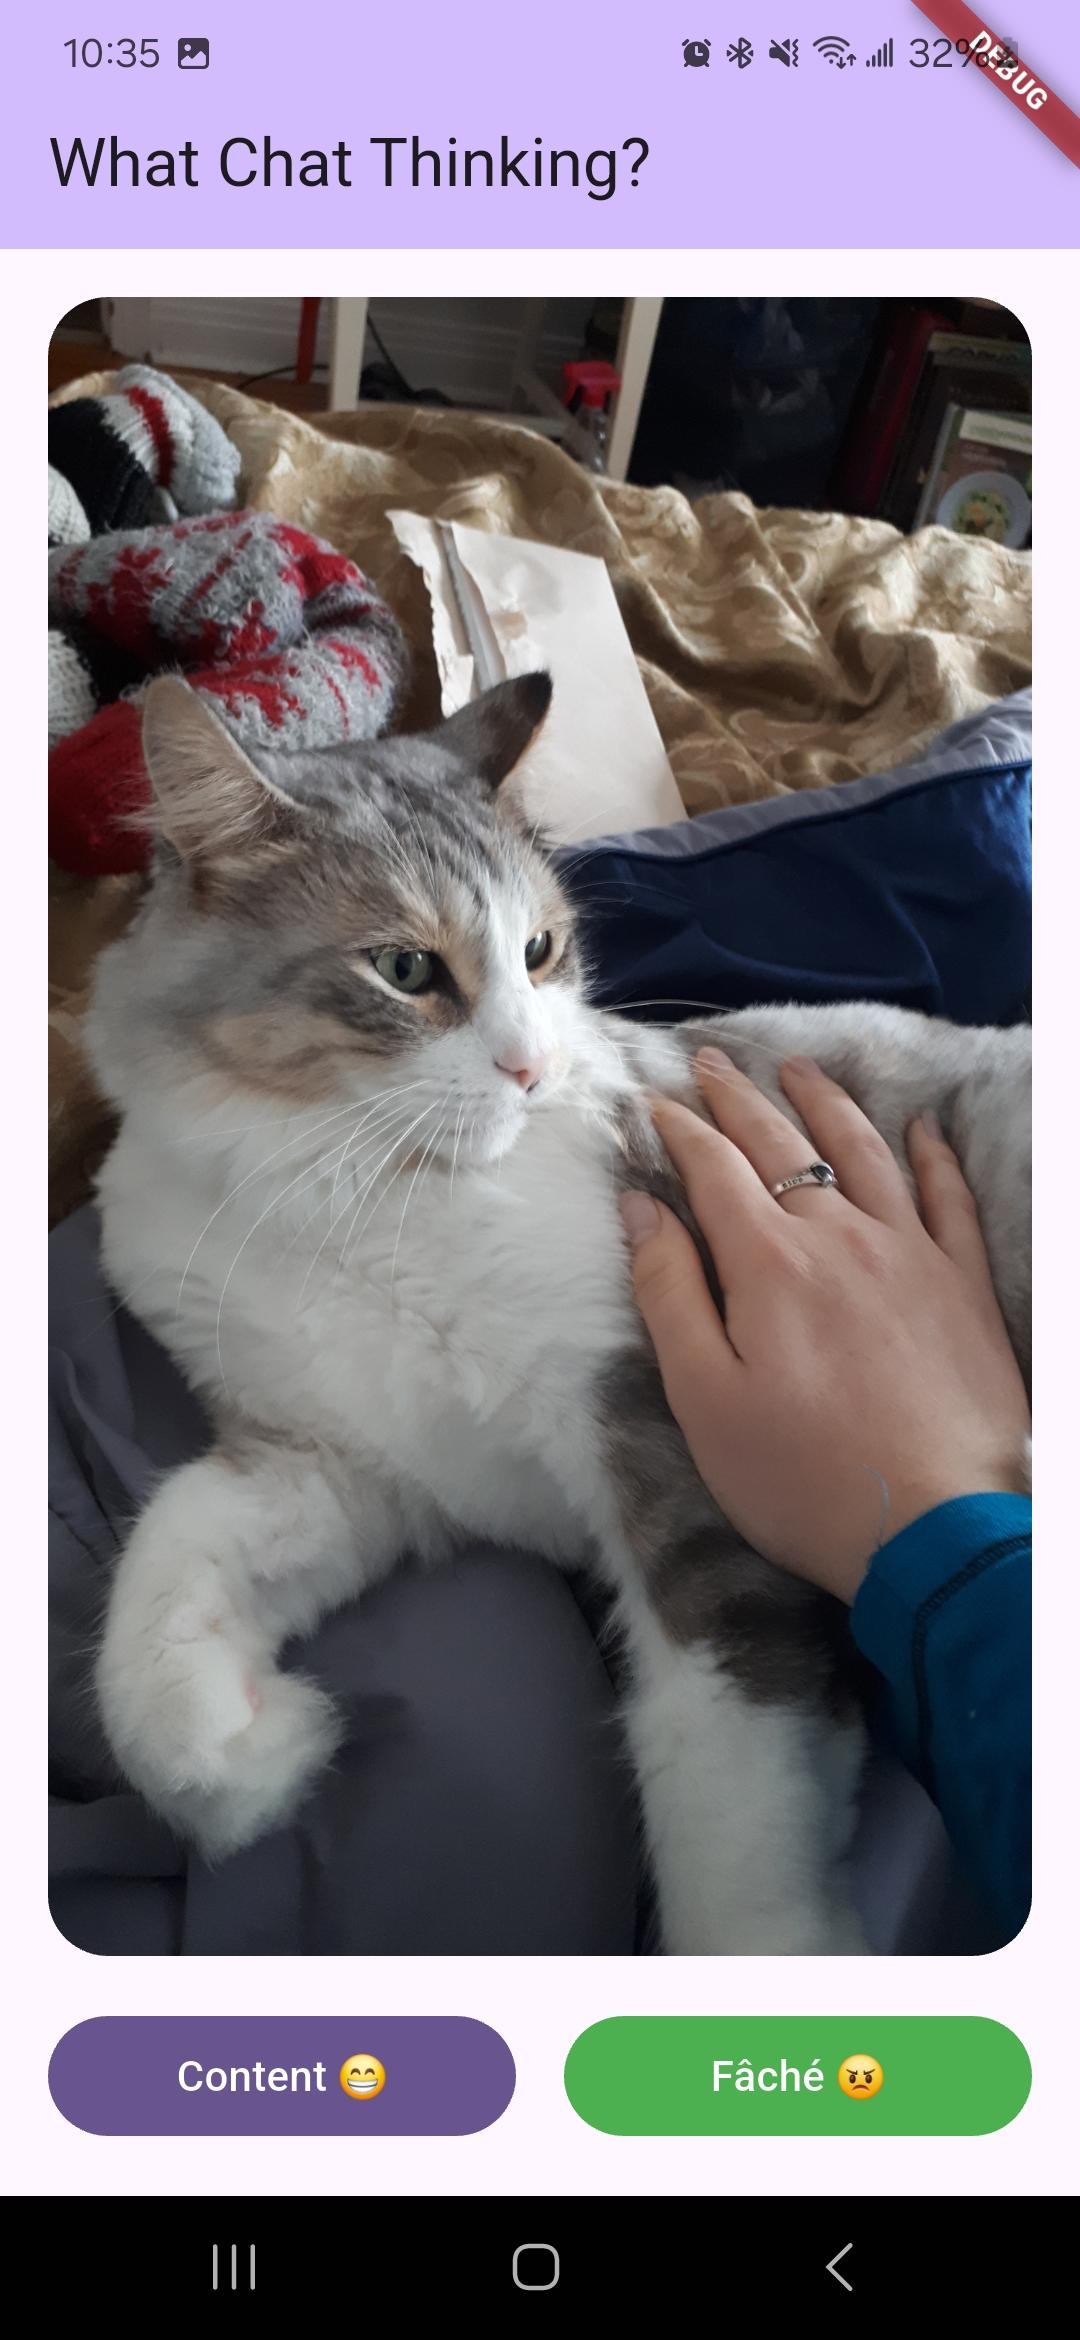 10:35
32%
DEBUG
What Chat Thinking?
Content 😁
Fâché 😠